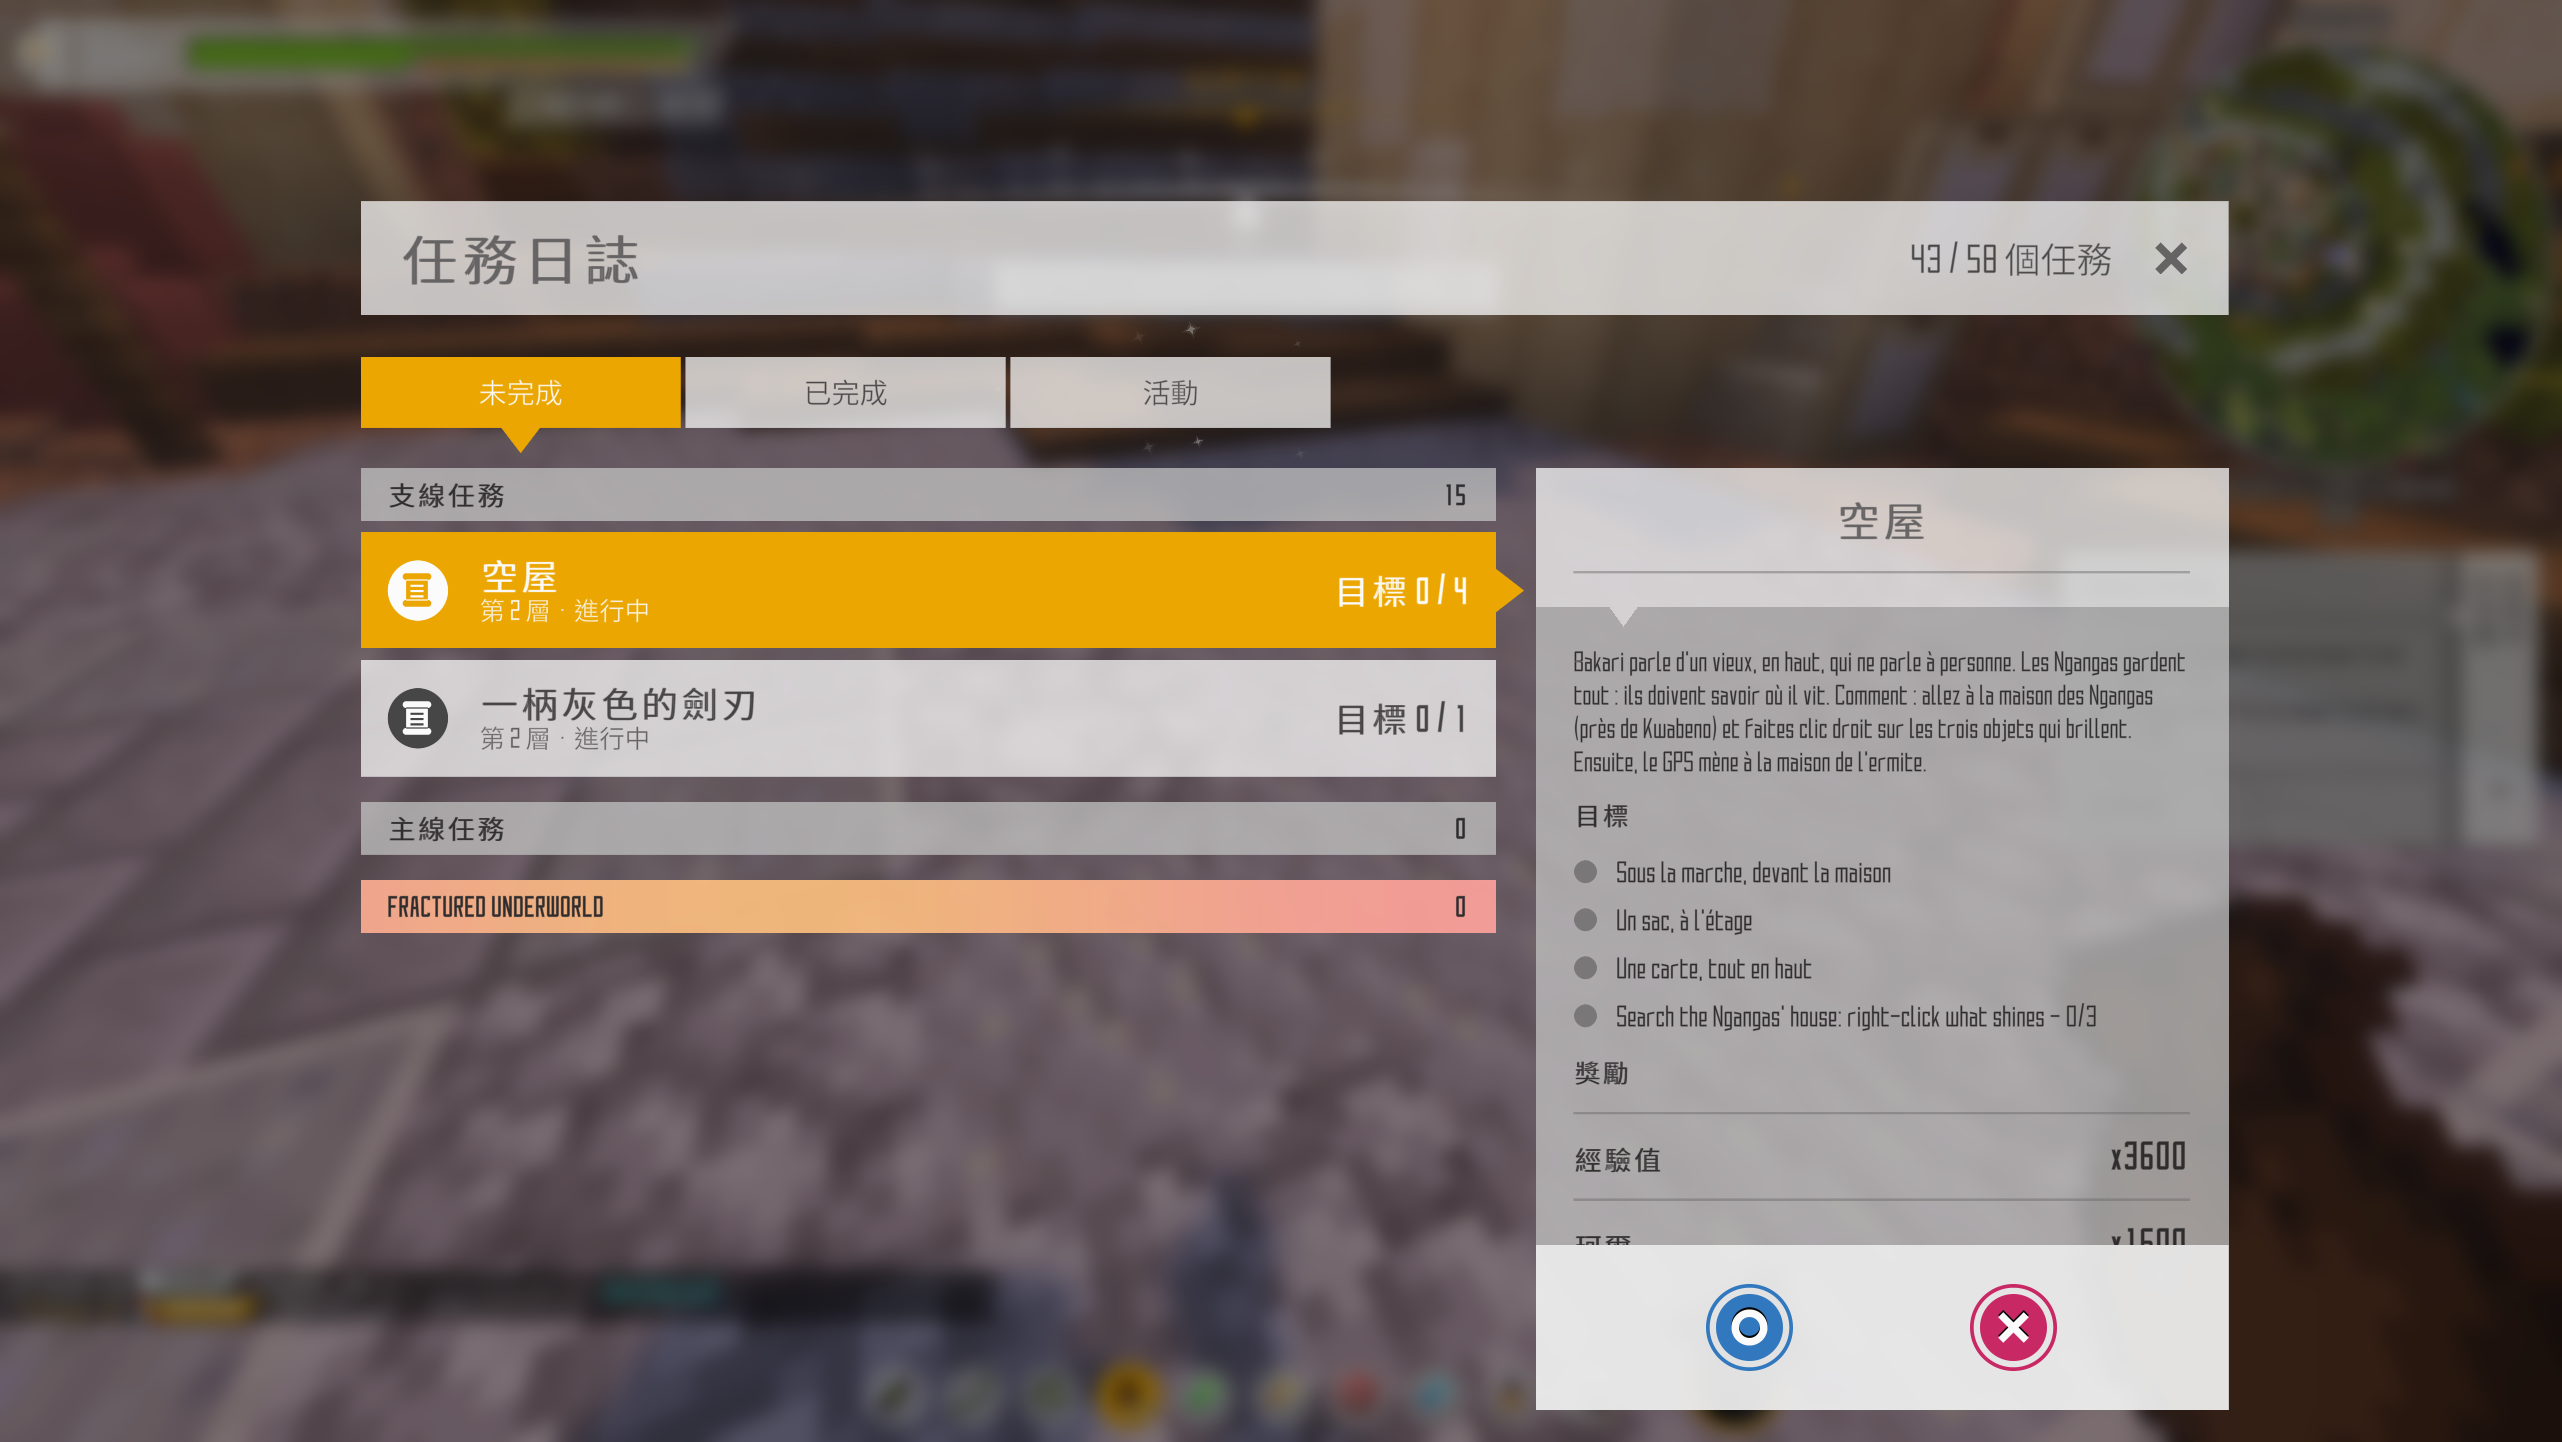 任務日誌
43 / 58 個任務
未完成
已完成
活動
支線任務
15
空屋
第 2 層 · 進行中
目標 0/4
一柄灰色的劍刃
第 2 層 · 進行中
目標 0/1
主線任務
0
FRACTURED UNDERWORLD
0
空屋
Bakari parle d'un vieux, en haut, qui ne parle à personne. Les Ngangas gardent
tout : ils doivent savoir où il vit. Comment : allez à la maison des Ngangas
(près de Kwabeno) et faites clic droit sur les trois objets qui brillent.
Ensuite, le GPS mène à la maison de l'ermite.
目標
Sous la marche, devant la maison
Un sac, à l'étage
Une carte, tout en haut
Search the Ngangas' house: right-click what shines - 0/3
獎勵
經驗值
x3600
珂爾
x1600